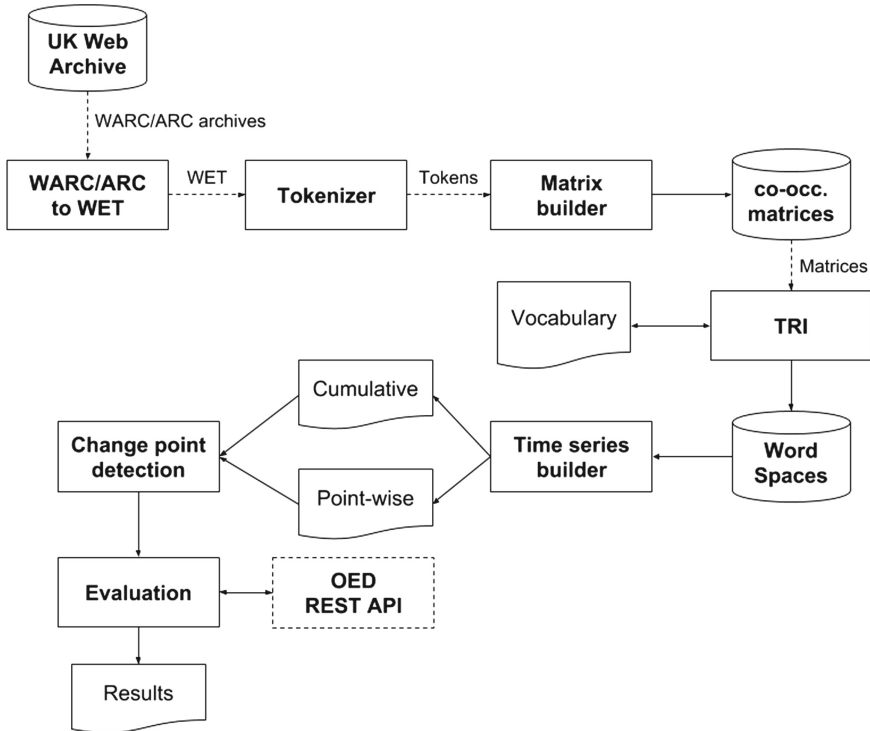 UK Web
Archive
WARC/ARC archives
WARC/ARC
to WET
WET
Tokenizer
Tokens
Matrix
builder
co-occ.
matrices
Matrices
Vocabulary
TRI
Cumulative
Change point
detection
Time series
builder
Word
Spaces
Point-wise
Evaluation
OED
REST API
Results